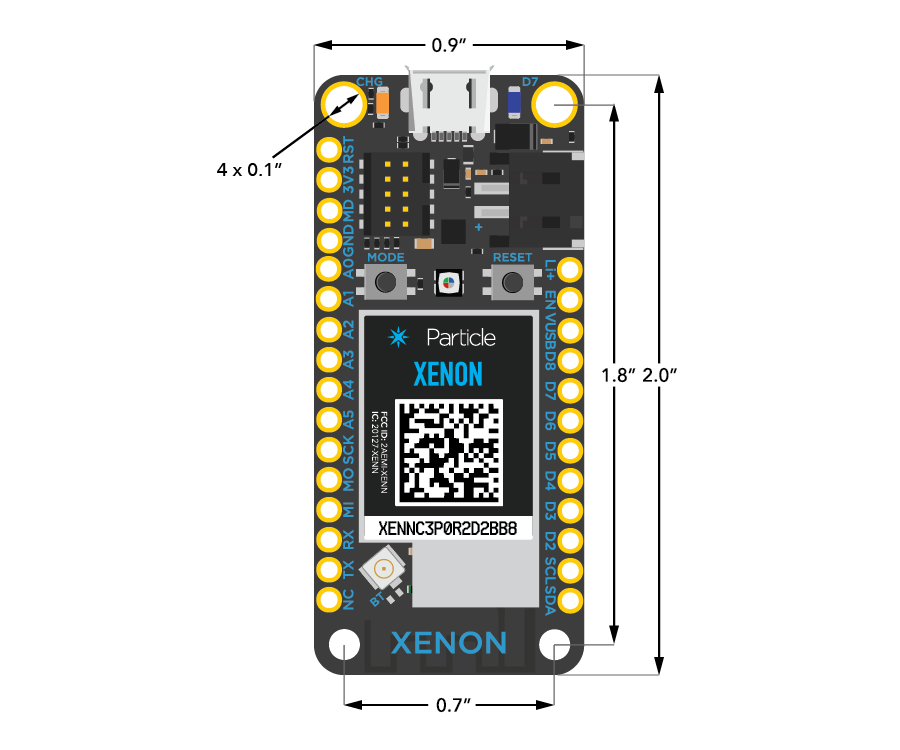 0.9”
CHG
D7
4 x 0.1”
RST
3V3
MD
GND
A0
A1
A2
A3
A4
A5
SCK
MO
MI
RX
TX
NC
+
MODE
RESET
Li+
EN
VUSB
D8
D7
D6
D5
D4
D3
D2
SCL
SDA
Particle
XENON
FCC ID: 2AEMI-XENN
IC: 20127-XENN
XENNC3P0R2D2BB8
BT
XENON
1.8”
2.0”
0.7”